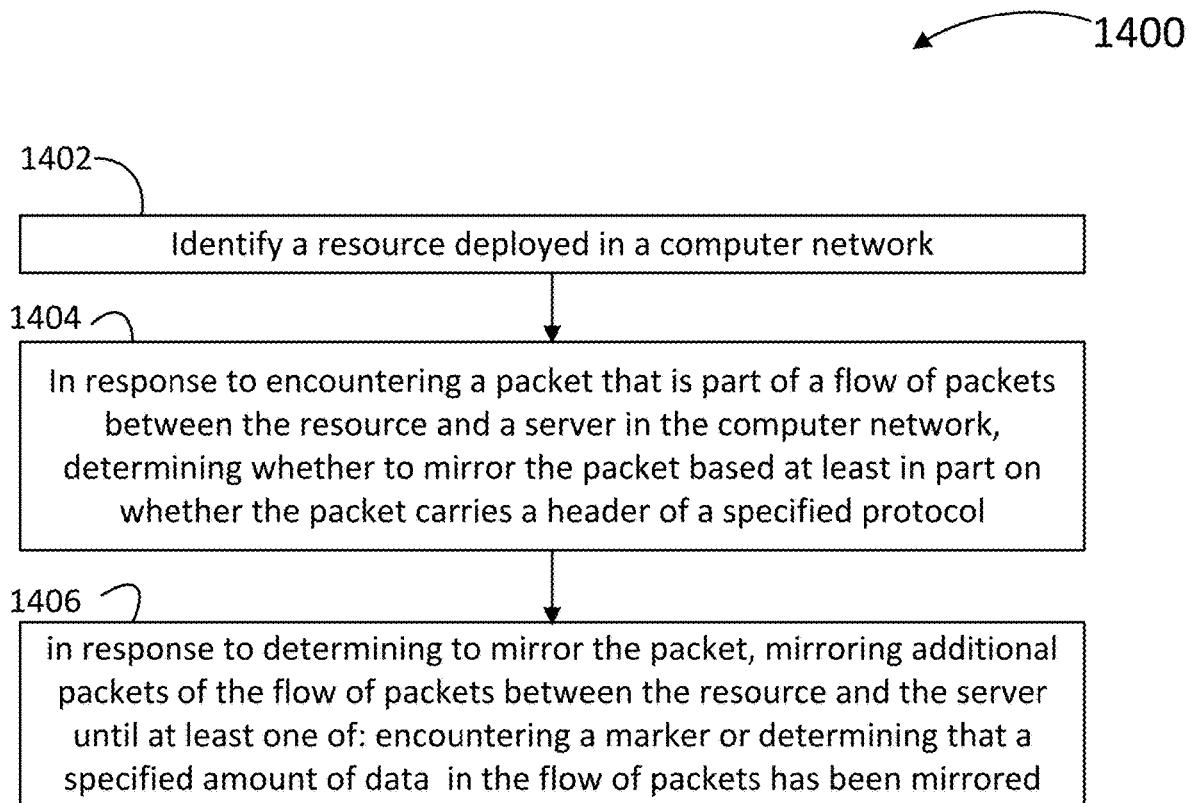 1400
1402
Identify a resource deployed in a computer network
1404
In response to encountering a packet that is part of a flow of packets
between the resource and a server in the computer network,
determining whether to mirror the packet based at least in part on
whether the packet carries a header of a specified protocol
1406
in response to determining to mirror the packet, mirroring additional
packets of the flow of packets between the resource and the server
until at least one of: encountering a marker or determining that a
specified amount of data in the flow of packets has been mirrored